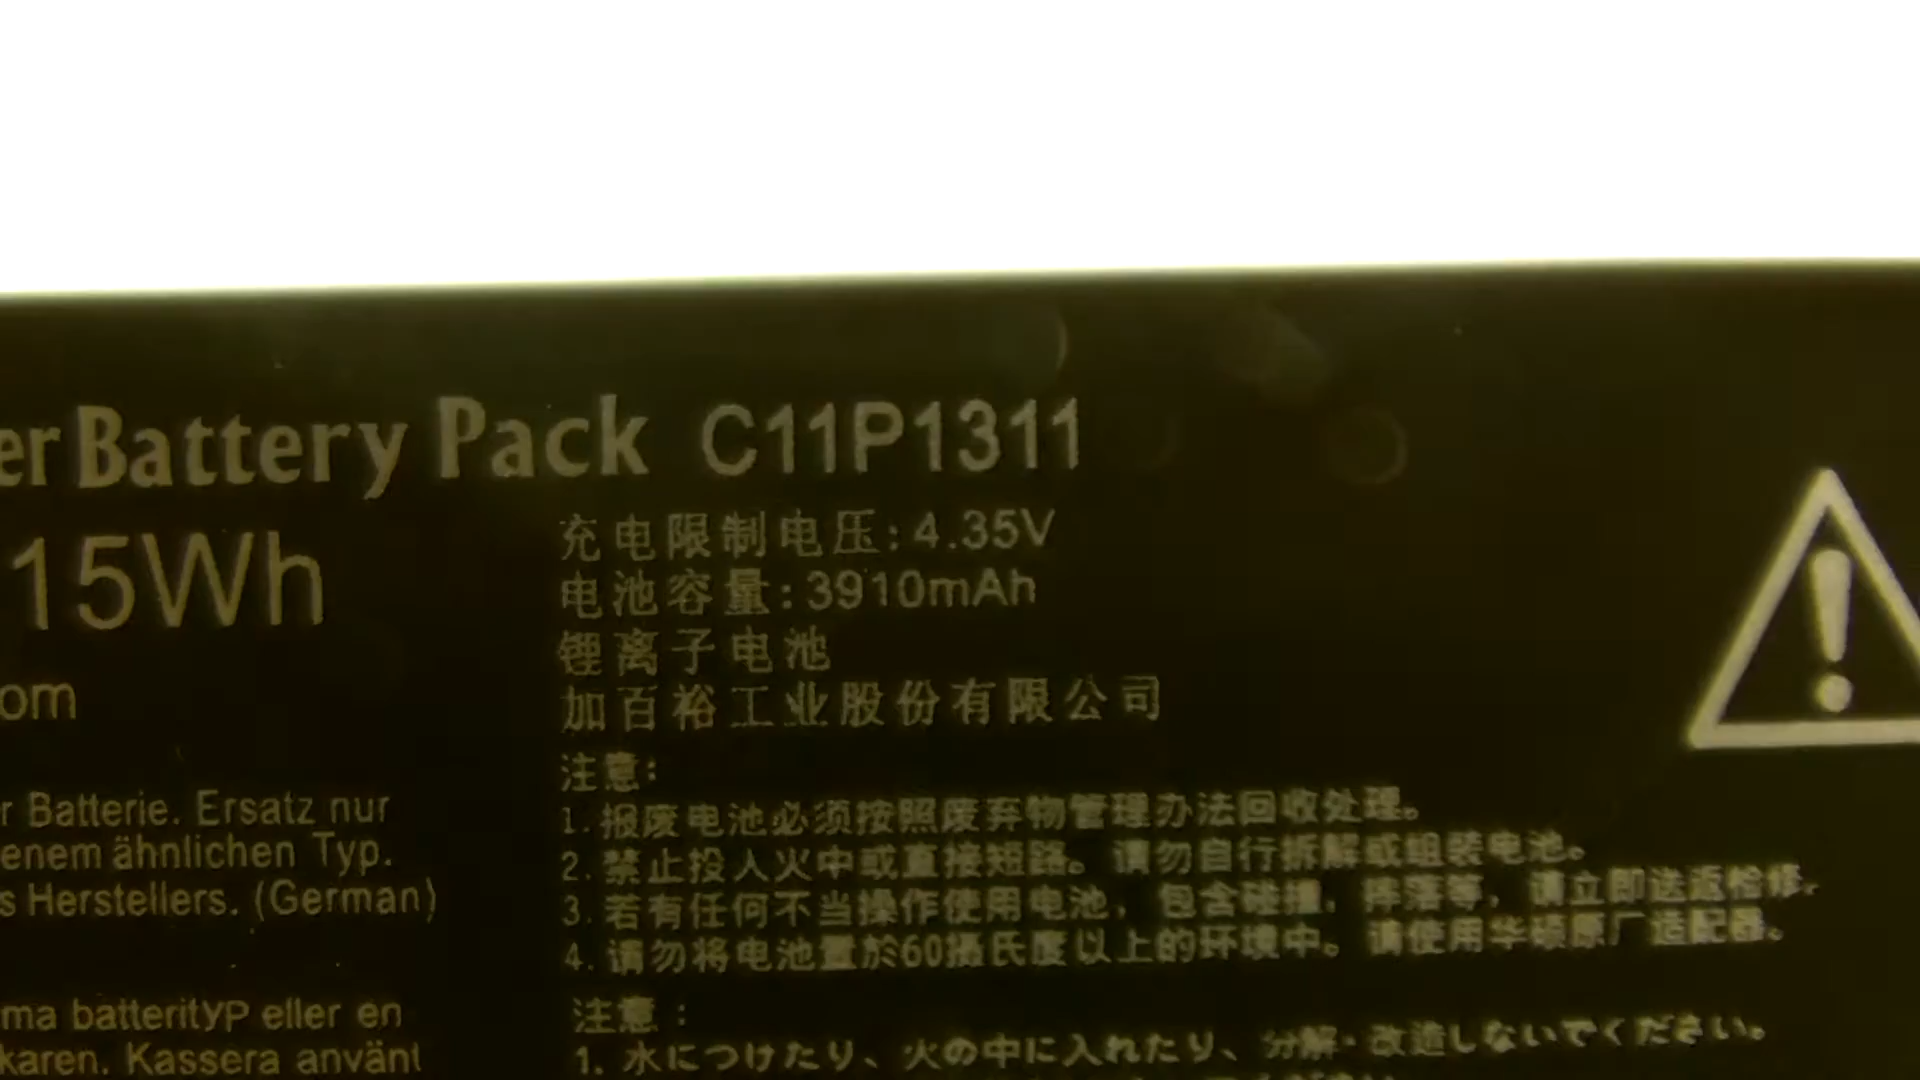 er Battery Pack C11P1311
15Wh
om
充电限制电压:4.35V
电池容量:3910mAh
锂离子电池
加百裕工业股份有限公司
注意:
1.报废电池必须按照废弃物管理办法回收处理。
2.禁止投入火中或直接短路。请勿自行拆解或组装电池。
3.若有任何不当操作使用电池，包含碰撞，摔落等，请立即送返检修。
4.请勿将电池置於60摄氏度以上的环境中。请使用华硕原厂适配器。
r Batterie. Ersatz nur
enem ähnlichen Typ.
s Herstellers. (German)
ma batterityp eller en
karen. Kassera använt
注意：
1. 水につけたり、火の中に入れたり、分解・改造しないでください。